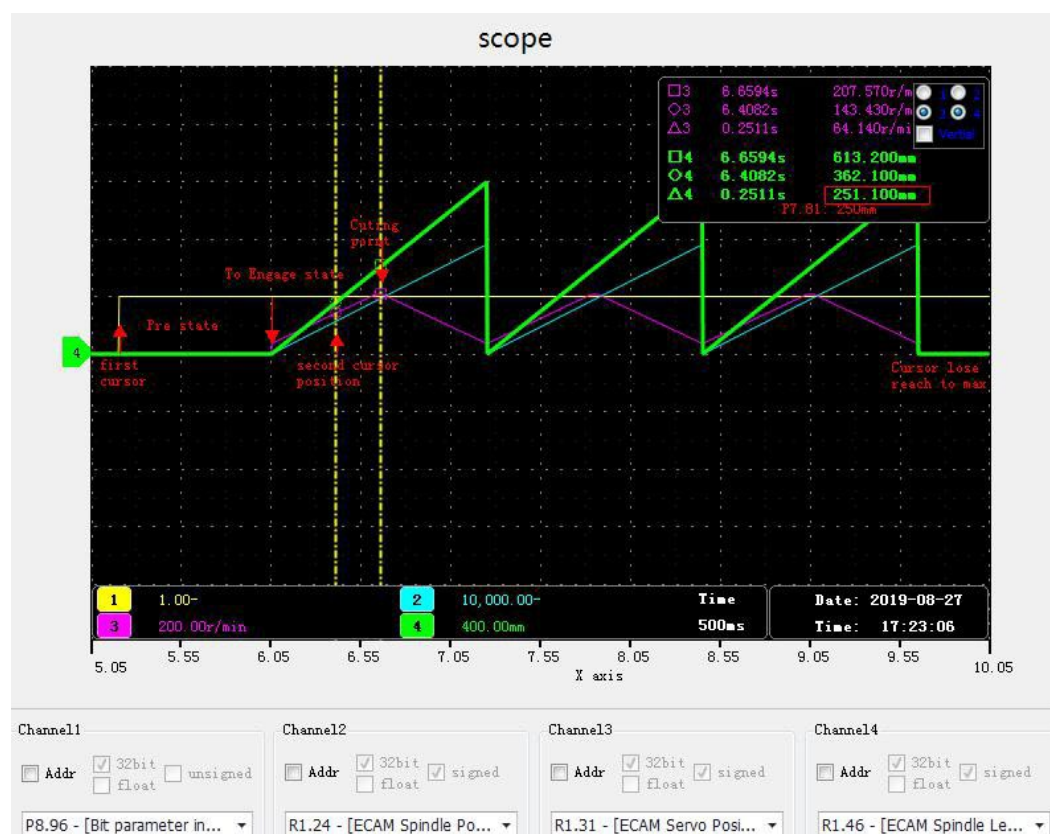 scope
□3 6.6594s 207.570r/m
○3 6.4082s 143.430r/m
△3 0.2511s 64.140r/mi
1 2
3 4
Vertial
□4 6.6594s 613.200mm
○4 6.4082s 362.100mm
△4 0.2511s 251.100mm
P7.81: 250mm
Cuting
point
To Engage state
Pre state
4
first
cursor
second cursor
position
Cursor lose
reach to max
1 1.00- 2 10,000.00- Time Date: 2019-08-27
3 200.00r/min 4 400.00mm 500ms Time: 17:23:06
5.05 5.55 6.05 6.55 7.05 7.55 8.05 8.55 9.05 9.55 10.05
X axis
Channel1 Channel2 Channel3 Channel4
Addr 32bit float unsigned Addr 32bit float signed Addr 32bit float signed Addr 32bit float signed
P8.96 - [Bit parameter in... R1.24 - [ECAM Spindle Po... R1.31 - [ECAM Servo Posi... R1.46 - [ECAM Spindle Le...